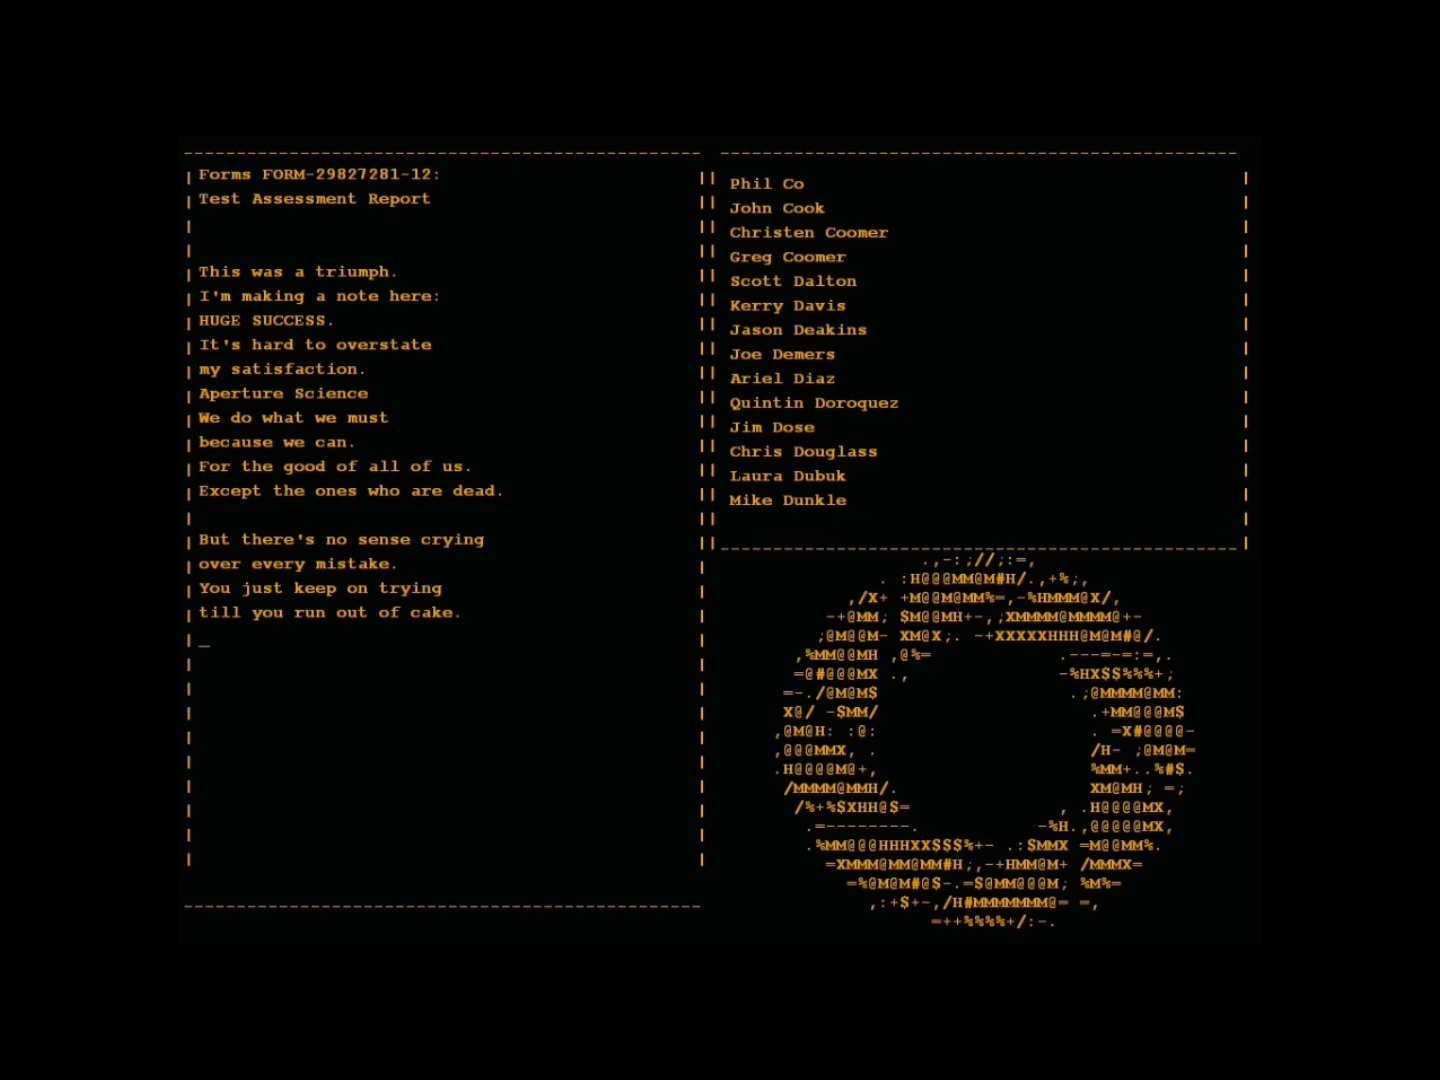 Forms FORM-29827281-12:
Test Assessment Report
This was a triumph.
I'm making a note here:
HUGE SUCCESS.
It's hard to overstate
my satisfaction.
Aperture Science
We do what we must
because we can.
For the good of all of us.
Except the ones who are dead.
But there's no sense crying
over every mistake.
You just keep on trying
till you run out of cake.
_
Phil Co
John Cook
Christen Coomer
Greg Coomer
Scott Dalton
Kerry Davis
Jason Deakins
Joe Demers
Ariel Diaz
Quintin Doroquez
Jim Dose
Chris Douglass
Laura Dubuk
Mike Dunkle